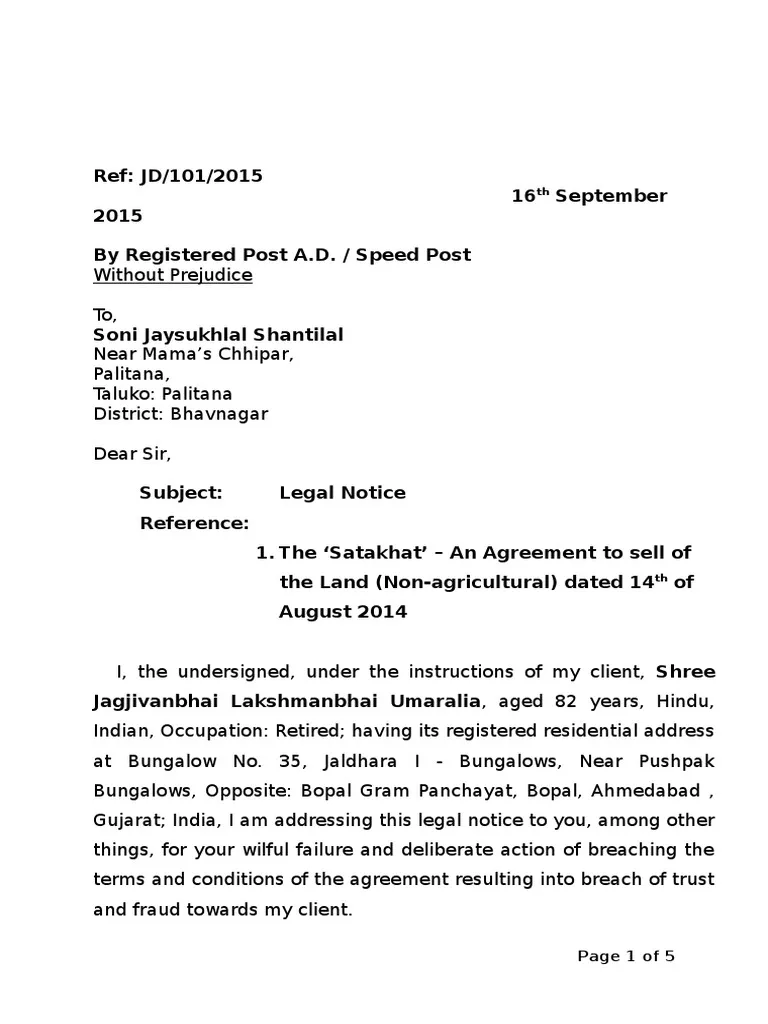 Ref: JD/101/2015
16th September
2015
By Registered Post A.D. / Speed Post
Without Prejudice
To,
Soni Jaysukhlal Shantilal
Near Mama’s Chhipar,
Palitana,
Taluko: Palitana
District: Bhavnagar
Dear Sir,
Subject: Legal Notice
Reference:
1. The ‘Satakhat’ – An Agreement to sell of
the Land (Non-agricultural) dated 14th of
August 2014
I, the undersigned, under the instructions of my client, Shree
Jagjivanbhai Lakshmanbhai Umaralia, aged 82 years, Hindu,
Indian, Occupation: Retired; having its registered residential address
at Bungalow No. 35, Jaldhara I - Bungalows, Near Pushpak
Bungalows, Opposite: Bopal Gram Panchayat, Bopal, Ahmedabad ,
Gujarat; India, I am addressing this legal notice to you, among other
things, for your wilful failure and deliberate action of breaching the
terms and conditions of the agreement resulting into breach of trust
and fraud towards my client.
Page 1 of 5